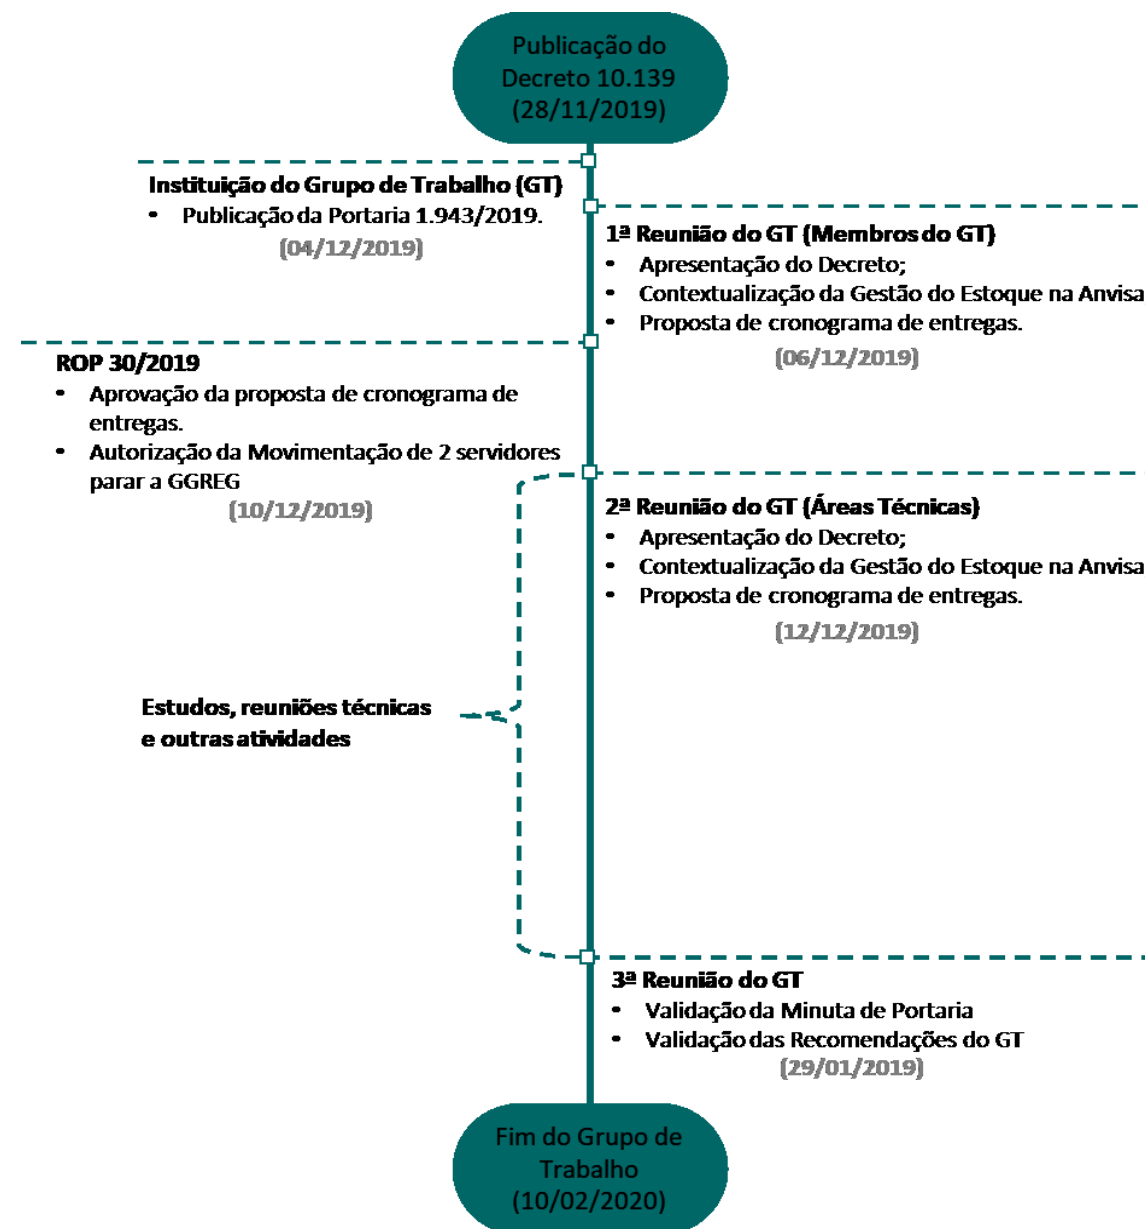 Publicação do
Decreto 10.139
(28/11/2019)
Instituição do Grupo de Trabalho (GT)
• Publicação da Portaria 1.943/2019.
(04/12/2019)
1ª Reunião do GT (Membros do GT)
• Apresentação do Decreto;
• Contextualização da Gestão do Estoque na Anvisa
• Proposta de cronograma de entregas.
(06/12/2019)
ROP 30/2019
• Aprovação da proposta de cronograma de
entregas.
• Autorização da Movimentação de 2 servidores
parar a GGREG
(10/12/2019)
2ª Reunião do GT (Áreas Técnicas)
• Apresentação do Decreto;
• Contextualização da Gestão do Estoque na Anvisa
• Proposta de cronograma de entregas.
(12/12/2019)
Estudos, reuniões técnicas
e outras atividades
3ª Reunião do GT
• Validação da Minuta de Portaria
• Validação das Recomendações do GT
(29/01/2019)
Fim do Grupo de
Trabalho
(10/02/2020)